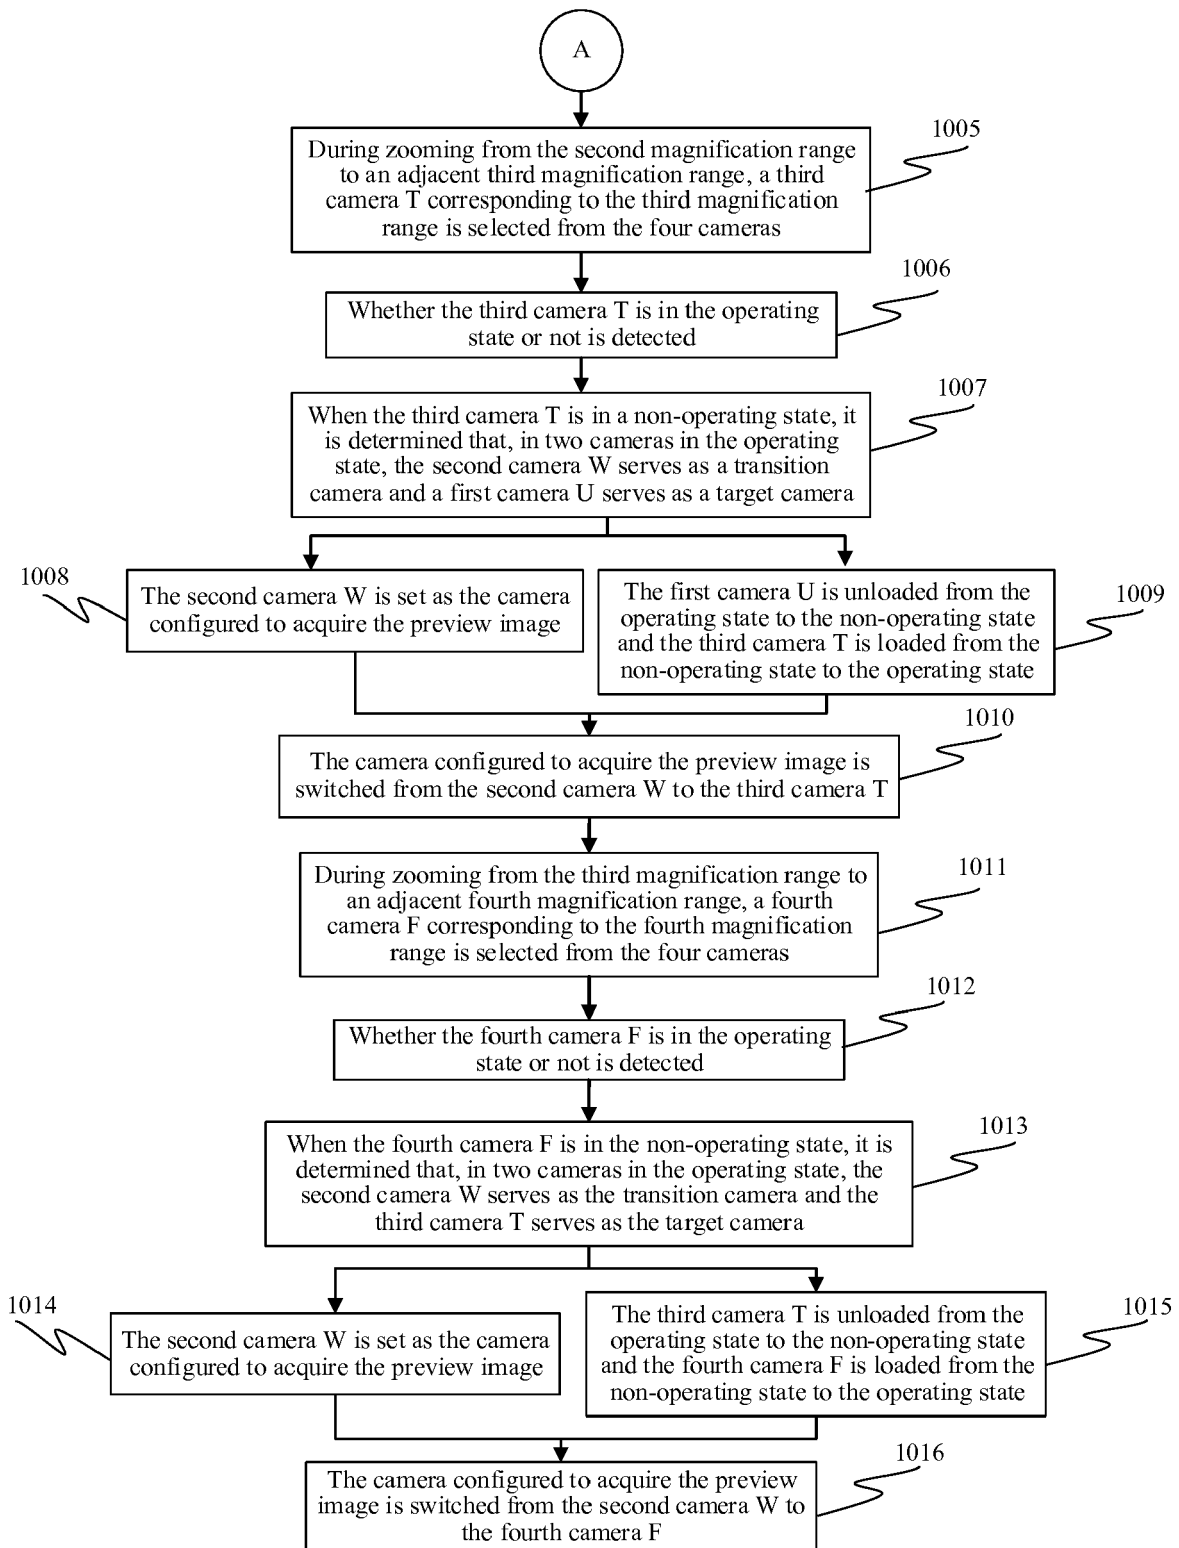 A
1005
During zooming from the second magnification range
to an adjacent third magnification range, a third
camera T corresponding to the third magnification
range is selected from the four cameras
1006
Whether the third camera T is in the operating
state or not is detected
1007
When the third camera T is in a non-operating state, it
is determined that, in two cameras in the operating
state, the second camera W serves as a transition
camera and a first camera U serves as a target camera
1008
The second camera W is set as the camera
configured to acquire the preview image
The first camera U is unloaded from the
operating state to the non-operating state
and the third camera T is loaded from the
non-operating state to the operating state
1009
1010
The camera configured to acquire the preview image is
switched from the second camera W to the third camera T
1011
During zooming from the third magnification range to
an adjacent fourth magnification range, a fourth
camera F corresponding to the fourth magnification
range is selected from the four cameras
1012
Whether the fourth camera F is in the operating
state or not is detected
1013
When the fourth camera F is in the non-operating state, it is
determined that, in two cameras in the operating state, the
second camera W serves as the transition camera and the
third camera T serves as the target camera
1014
The second camera W is set as the camera
configured to acquire the preview image
The third camera T is unloaded from the
operating state to the non-operating state
and the fourth camera F is loaded from the
non-operating state to the operating state
1015
1016
The camera configured to acquire the preview
image is switched from the second camera W to
the fourth camera F